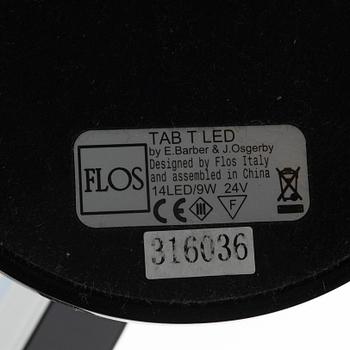 TAB T LED
by E.Barber & J.Osgerby
Designed by Flos Italy
and assembled in China
14LED/9W 24V
FLOS
CE III F
316036